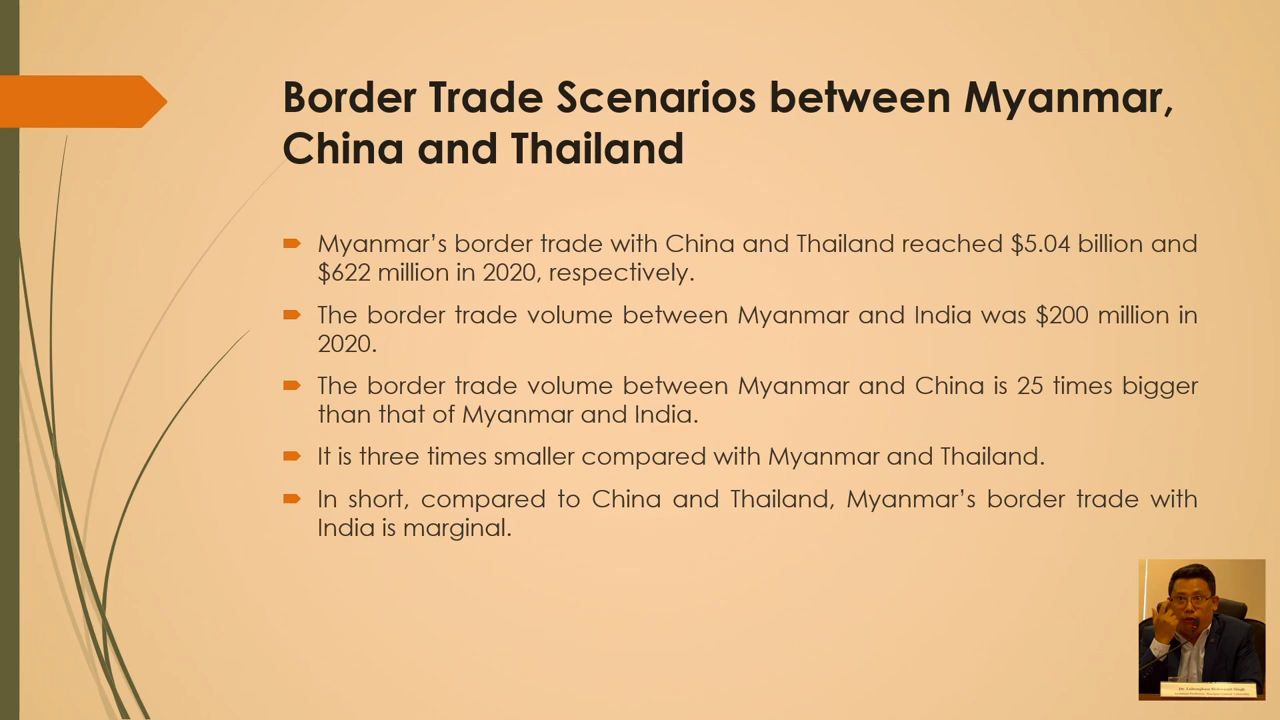 Border Trade Scenarios between Myanmar,
China and Thailand
Myanmar’s border trade with China and Thailand reached $5.04 billion and
$622 million in 2020, respectively.
The border trade volume between Myanmar and India was $200 million in
2020.
The border trade volume between Myanmar and China is 25 times bigger
than that of Myanmar and India.
It is three times smaller compared with Myanmar and Thailand.
In short, compared to China and Thailand, Myanmar’s border trade with
India is marginal.